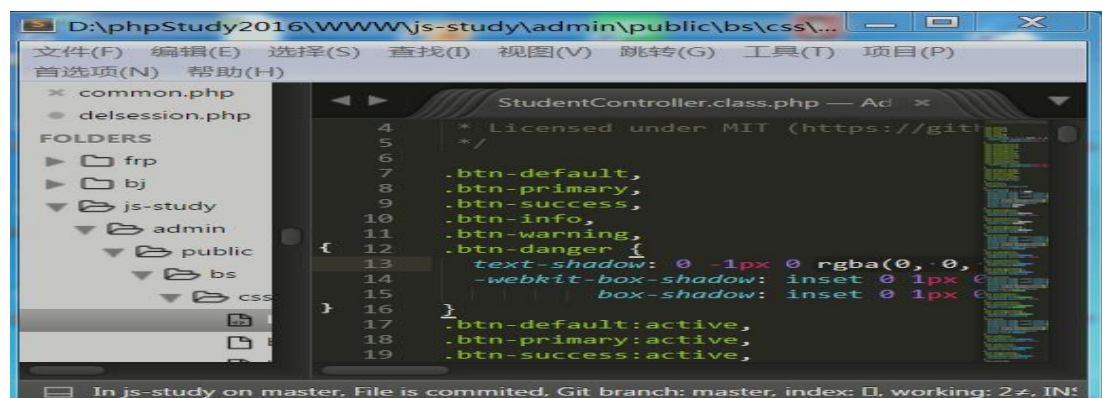 D:\phpStudy2016\WWW\js-study\admin\public\bs\css\...
文件(F) 编辑(E) 选择(S) 查找(I) 视图(V) 跳转(G) 工具(T) 项目(P)
首选项(N) 帮助(H)
common.php
delsession.php
FOLDERS
frp
bj
js-study
admin
public
bs
css
StudentController.class.php — Ad
4 * Licensed under MIT (https://gith
5 */
6
7 .btn-default,
8 .btn-primary,
9 .btn-success,
10 .btn-info,
11 .btn-warning,
{ 12 .btn-danger {
13 text-shadow: 0 -1px 0 rgba(0, 0,
14 -webkit-box-shadow: inset 0 1px
15 box-shadow: inset 0 1px
} 16 }
17 .btn-default:active,
18 .btn-primary:active,
19 .btn-success:active,
In js-study on master, File is commited, Git branch: master, index: , working: 2≠, INS